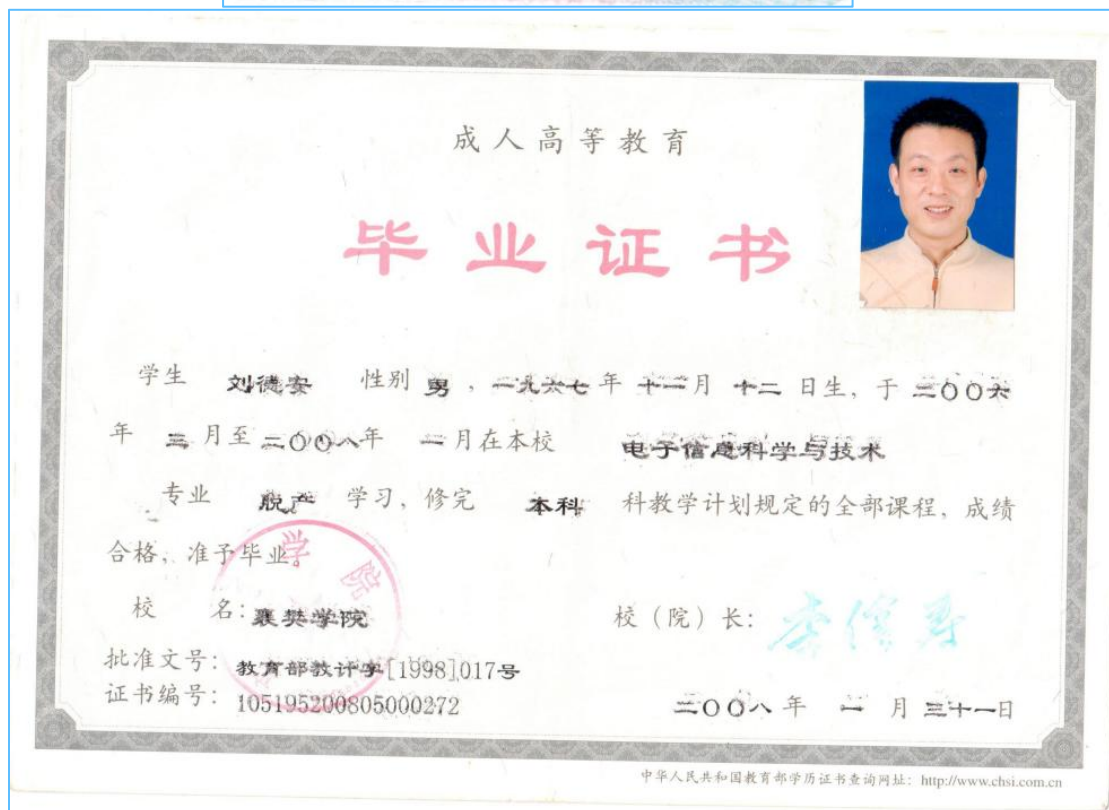 成人高等教育
毕业证书
学生 刘德安 性别 男，一九六七年 十一月 十二 日生，于 二〇〇六
年 三 月至 二〇〇八年 一月在本校 电子信息科学与技术
专业 脱产 学习，修完 本科 科教学计划规定的全部课程，成绩
合格，准予毕业。
校 名：襄樊学院
校（院）长：
批准文号：教育部教计字[1998]017号
证书编号：105195200805000272
二〇〇八年 一 月 三十一日
学院
中华人民共和国教育部学历证书查询网址：http://www.chsi.com.cn